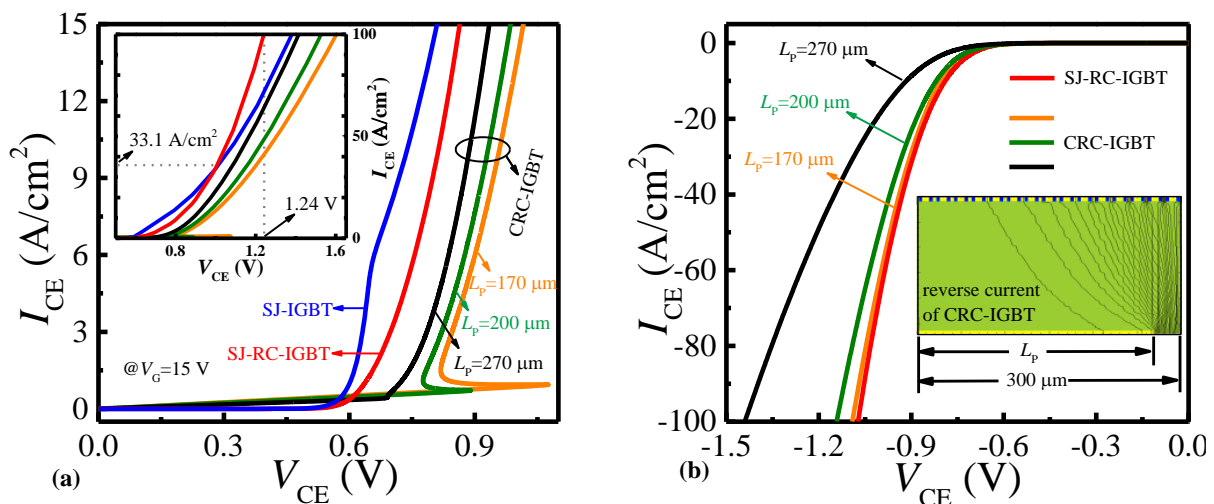 15
12
9
6
3
0
I_CE (A/cm²)
0.0
0.3
0.6
0.9
V_CE (V)
(a)
100
50
0
I_CE (A/cm²)
0.8
1.2
1.6
V_CE (V)
33.1 A/cm²
1.24 V
CRC-IGBT
L_P=170 μm
L_P=200 μm
L_P=270 μm
SJ-IGBT
SJ-RC-IGBT
@V_G=15 V
0
-20
-40
-60
-80
-100
I_CE (A/cm²)
-1.5
-1.2
-0.9
-0.6
-0.3
0.0
V_CE (V)
(b)
L_P=270 μm
L_P=200 μm
L_P=170 μm
SJ-RC-IGBT
CRC-IGBT
reverse current
of CRC-IGBT
L_P
300 μm